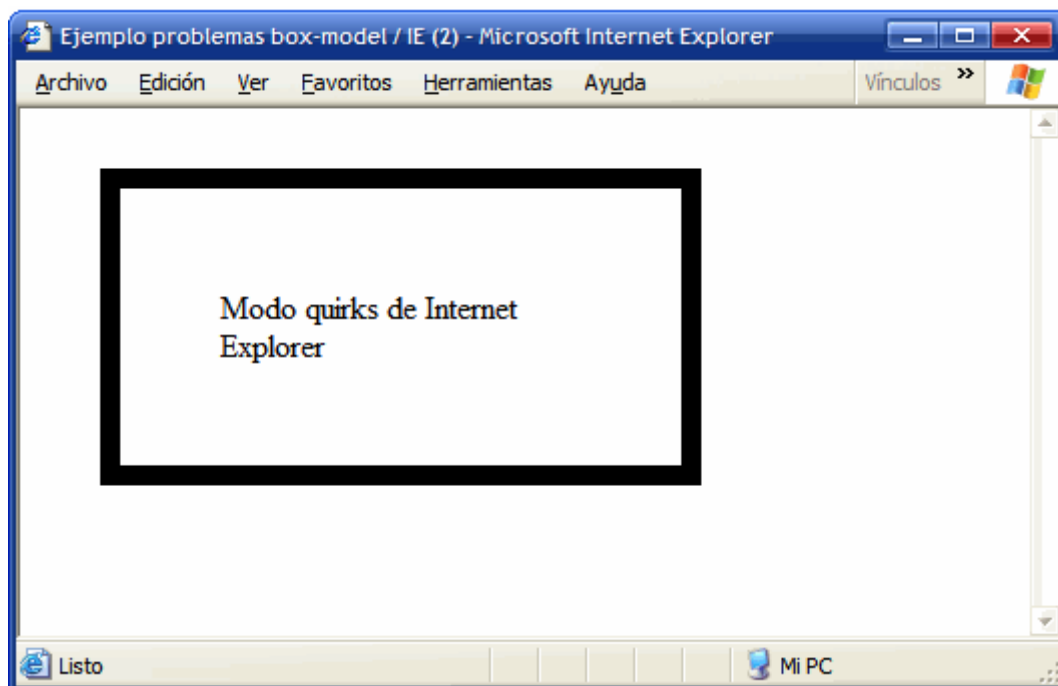 Ejemplo problemas box-model / IE (2) - Microsoft Internet Explorer
Archivo Edición Ver Favoritos Herramientas Ayuda Vínculos »
Modo quirks de Internet
Explorer
Listo Mi PC